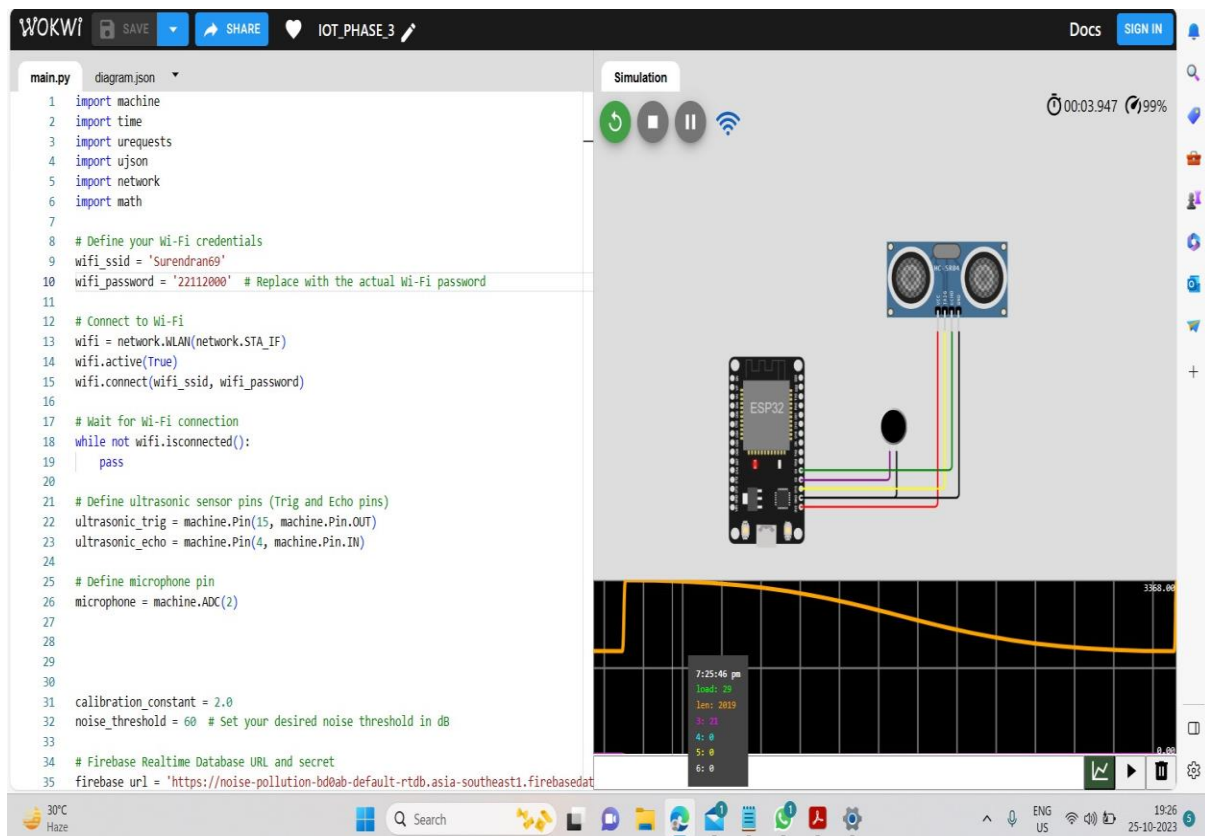 WOKWi SAVE SHARE IOT_PHASE_3 Docs SIGN IN
main.py diagram.json
Simulation
00:03.947 99%
1 import machine
2 import time
3 import urequests
4 import ujson
5 import network
6 import math
7
8 # Define your Wi-Fi credentials
9 wifi_ssid = 'Surendran69'
10 wifi_password = '22112000' # Replace with the actual Wi-Fi password
11
12 # Connect to Wi-Fi
13 wifi = network.WLAN(network.STA_IF)
14 wifi.active(True)
15 wifi.connect(wifi_ssid, wifi_password)
16
17 # Wait for Wi-Fi connection
18 while not wifi.isconnected():
19 pass
20
21 # Define ultrasonic sensor pins (Trig and Echo pins)
22 ultrasonic_trig = machine.Pin(15, machine.Pin.OUT)
23 ultrasonic_echo = machine.Pin(4, machine.Pin.IN)
24
25 # Define microphone pin
26 microphone = machine.ADC(2)
27
28
29
30
31 calibration_constant = 2.0
32 noise_threshold = 60 # Set your desired noise threshold in dB
33
34 # Firebase Realtime Database URL and secret
35 firebase_url = 'https://noise-pollution-bd0ab-default-rtdb.asia-southeast1.firebasedat
HC-SR04
ESP32
3368.00
7:25:46 pm
load: 29
len: 2019
3: 21
4: 0
5: 0
6: 0
0.00
30°C
Haze
Search
ENG
US
19:26
25-10-2023
5